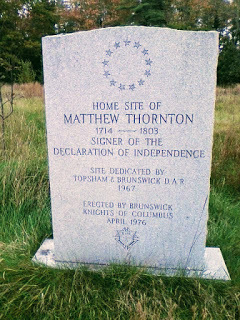 HOME SITE OF
MATTHEW THORNTON
1714 — 1803
SIGNER OF THE
DECLARATION OF INDEPENDENCE
SITE DEDICATED BY
TOPSHAM & BRUNSWICK D.A.R
1967
ERECTED BY BRUNSWICK
KNIGHTS OF COLUMBUS
APRIL 1976